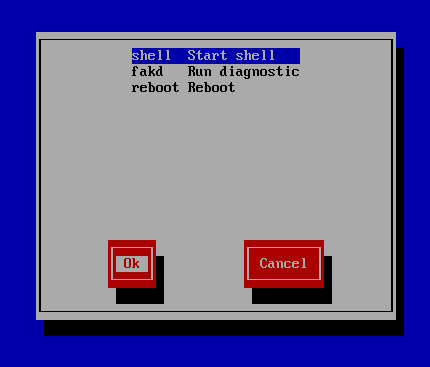 shell Start shell
fakd Run diagnostic
reboot Reboot
Ok Cancel